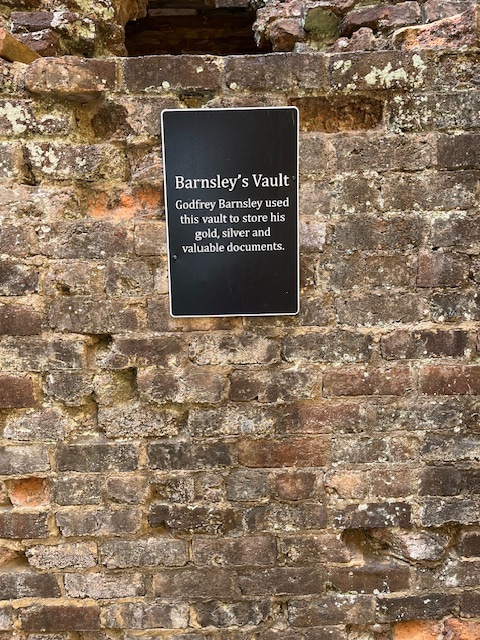 Barnsley's Vault
Godfrey Barnsley used
this vault to store his
gold, silver and
valuable documents.